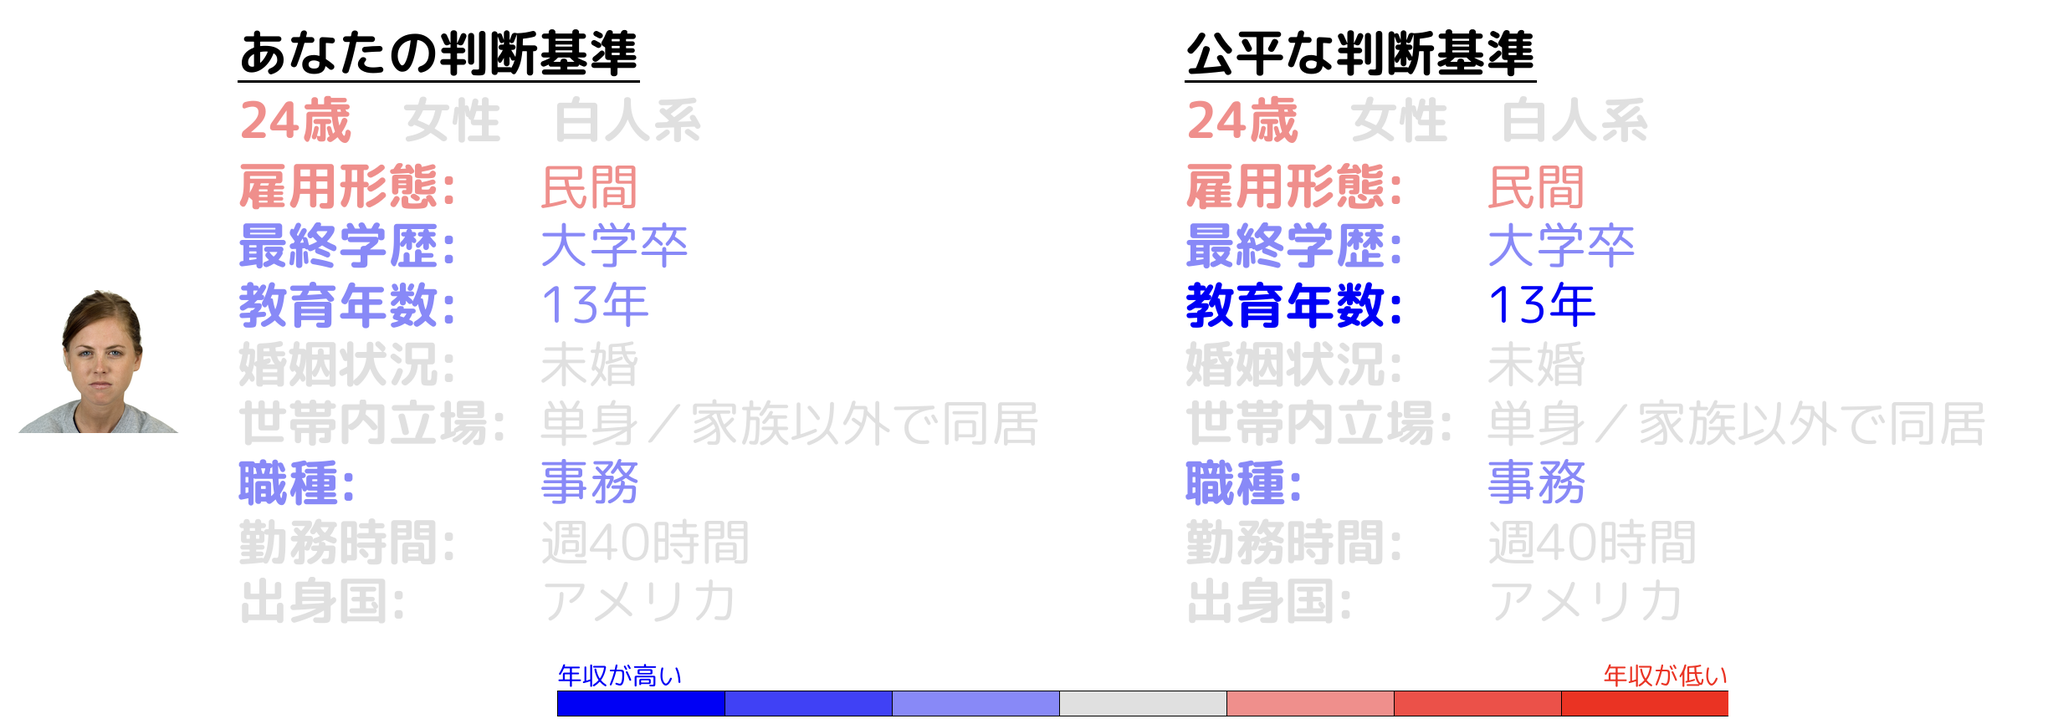 あなたの判断基準
24歳 女性 白人系
雇用形態: 民間
最終学歴: 大学卒
教育年数: 13年
婚姻状況: 未婚
世帯内立場: 単身／家族以外で同居
職種: 事務
勤務時間: 週40時間
出身国: アメリカ
公平な判断基準
24歳 女性 白人系
雇用形態: 民間
最終学歴: 大学卒
教育年数: 13年
婚姻状況: 未婚
世帯内立場: 単身／家族以外で同居
職種: 事務
勤務時間: 週40時間
出身国: アメリカ
年収が高い 年収が低い